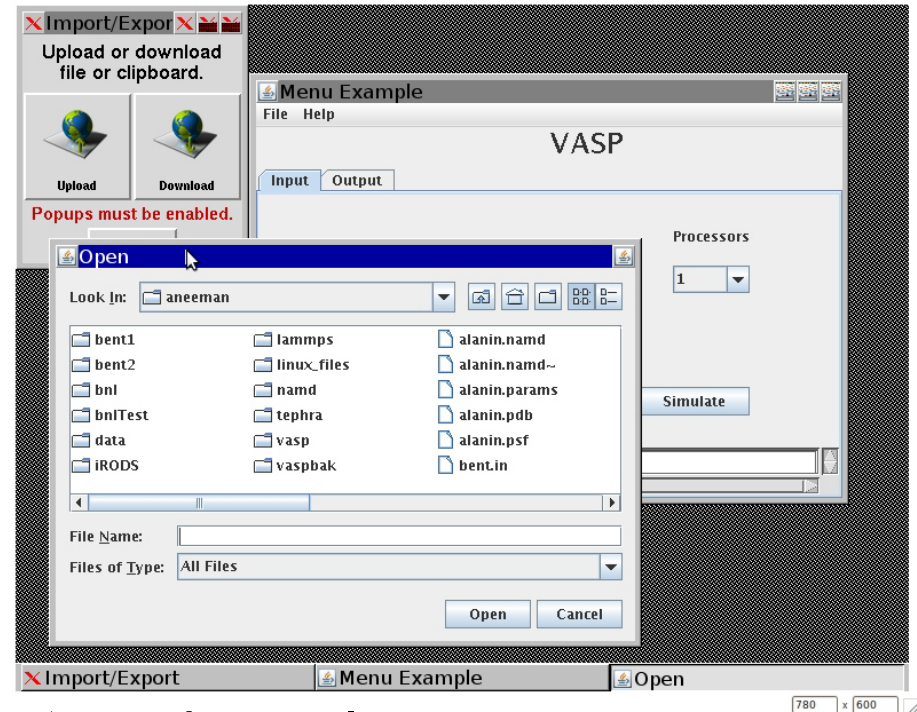 Import/Expor
Upload or download
file or clipboard.
Upload
Download
Popups must be enabled.
Menu Example
File Help
VASP
Input Output
Processors
1
Simulate
Open
Look In: aneeman
bent1
bent2
bnl
bnlTest
data
iRODS
lammps
linux_files
namd
tephra
vasp
vaspbak
alanin.namd
alanin.namd~
alanin.params
alanin.pdb
alanin.psf
bent.in
File Name:
Files of Type: All Files
Open Cancel
Import/Export Menu Example Open
780 x 600